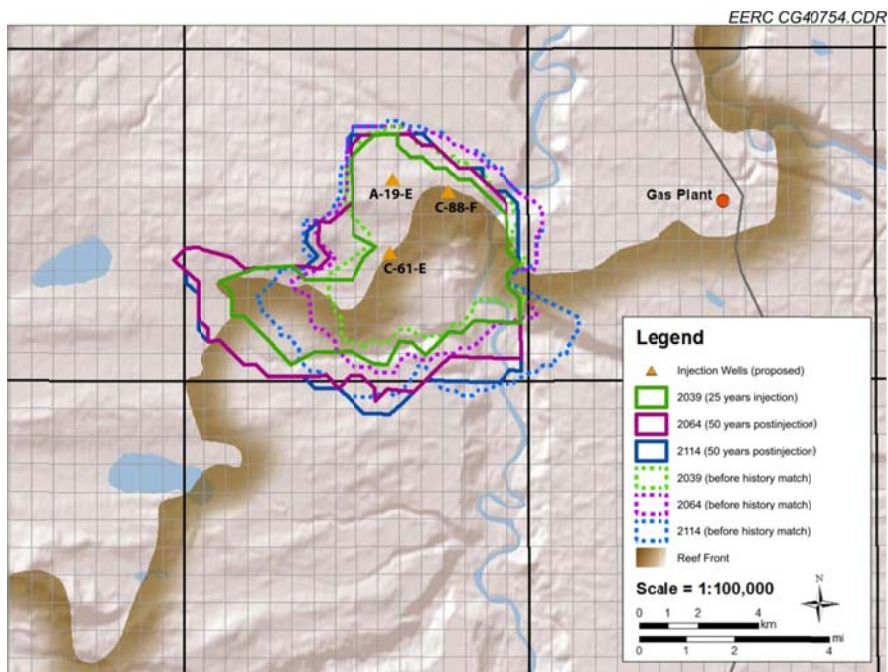 EERC CG40754.CDR
A-19-E
C-88-F
Gas Plant
C-61-E
Legend
Injection Wells (proposed)
2039 (25 years injection)
2064 (50 years postinjection)
2114 (50 years postinjection)
2039 (before history match)
2064 (before history match)
2114 (before history match)
Reef Front
Scale = 1:100,000
N
0 1 2 4
km
0 1 2 4
mi